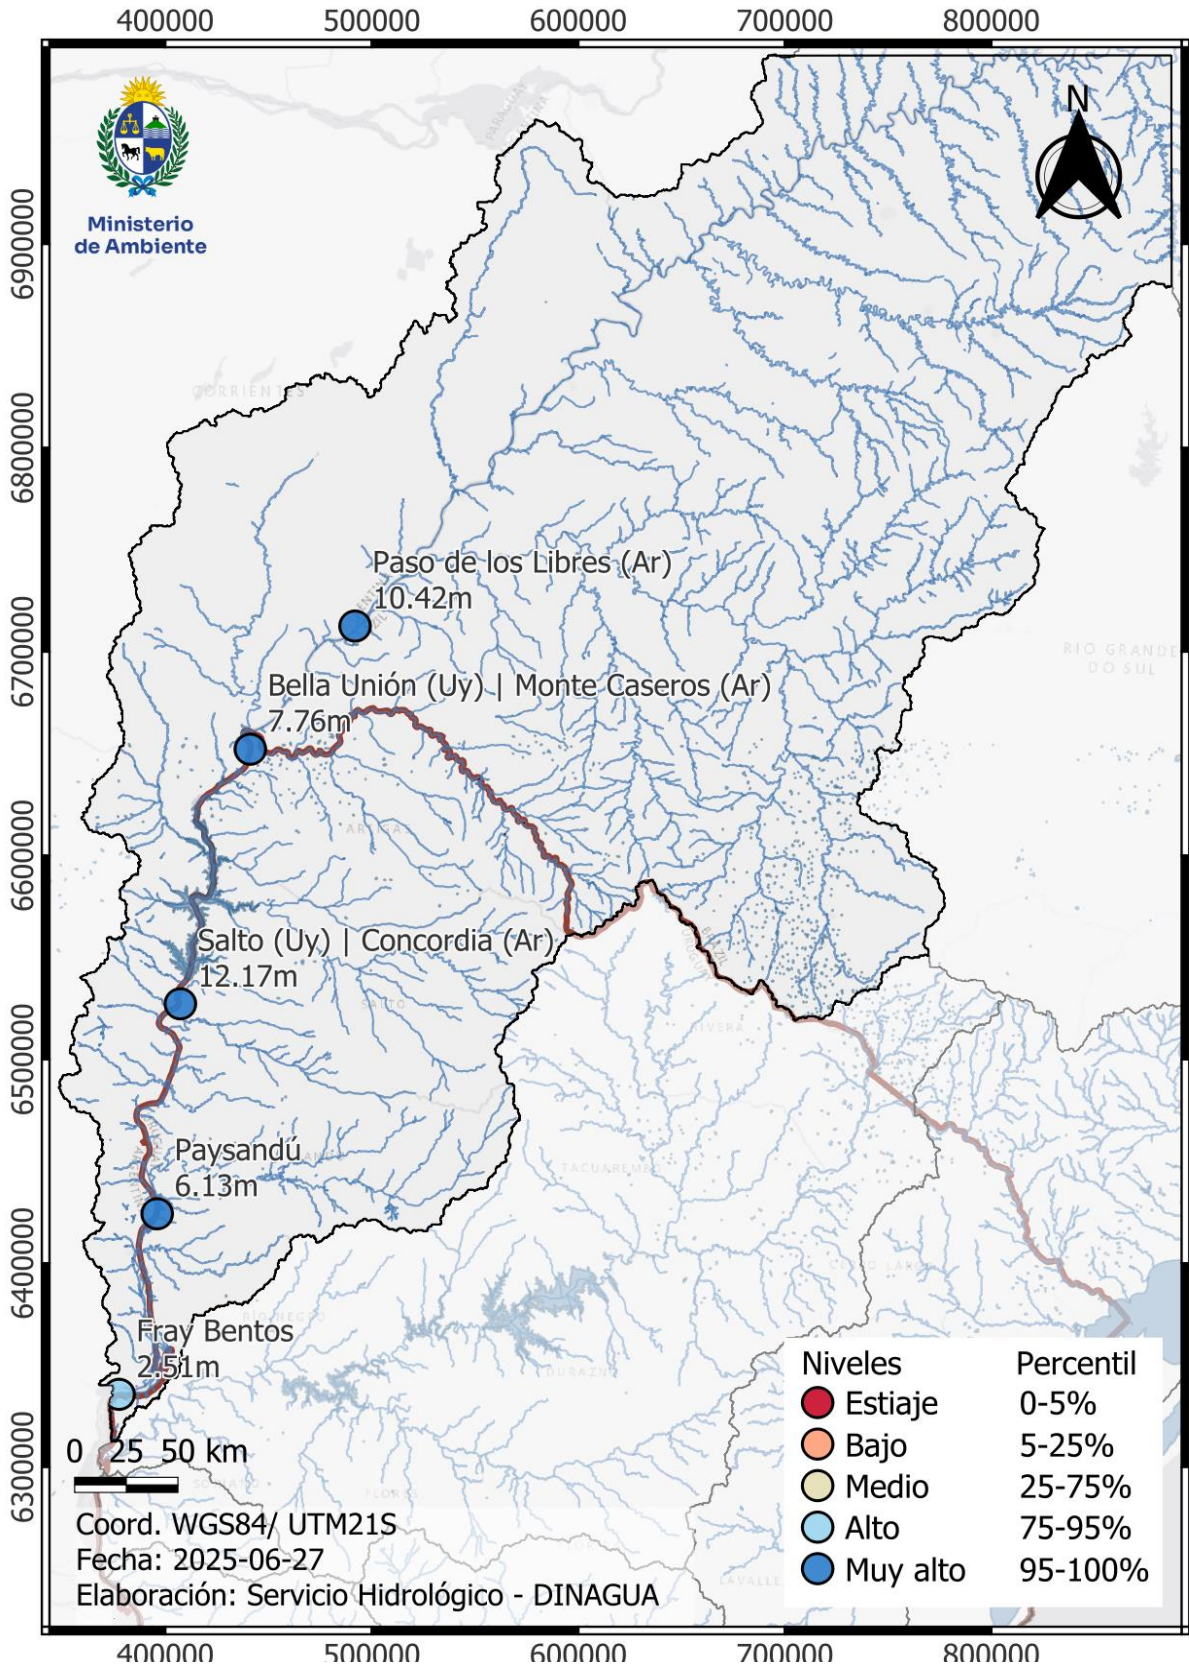 400000 500000 600000 700000 800000
Ministerio
de Ambiente
N
6900000
6800000
6700000
6600000
6500000
6400000
6300000
CORRIENTES
Paso de los Libres (Ar)
10.42m
RIO GRANDE
DO SUL
Bella Unión (Uy) | Monte Caseros (Ar)
7.76m
ARTIGAS
Salto (Uy) | Concordia (Ar)
12.17m
SALTO
RIVERA
Paysandú
6.13m
TACUAREMBÓ
Fray Bentos
2.51m
DURAZNO
FLORES
LAVALLEJA
0 25 50 km
Coord. WGS84/ UTM21S
Fecha: 2025-06-27
Elaboración: Servicio Hidrológico - DINAGUA
Niveles Percentil
Estiaje 0-5%
Bajo 5-25%
Medio 25-75%
Alto 75-95%
Muy alto 95-100%
400000 500000 600000 700000 800000